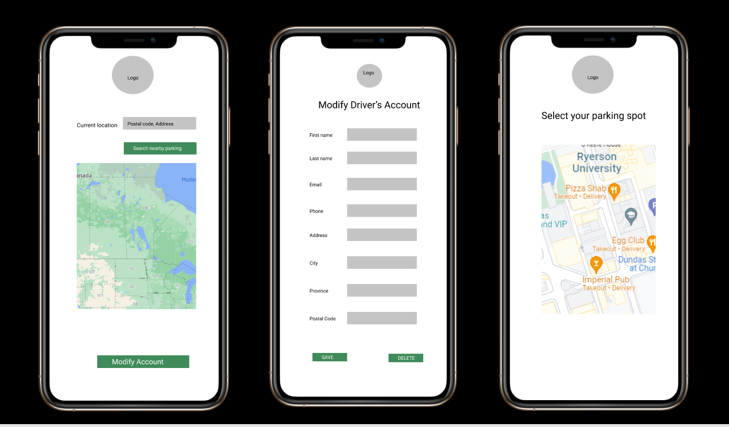 Logo
Current location
Postal code, Address
Search nearby parking
anada
Hudso
Modify Account
Logo
Modify Driver's Account
First name
Last name
Email
Phone
Address
City
Province
Postal Code
SAVE
DELETE
Logo
Select your parking spot
Ryerson
University
Pizza Shab
Takeout • Delivery
as
and VIP
P
Egg Club
Takeout • Delivery
Dundas St
at Chur
Imperial Pub
Takeout • Delivery